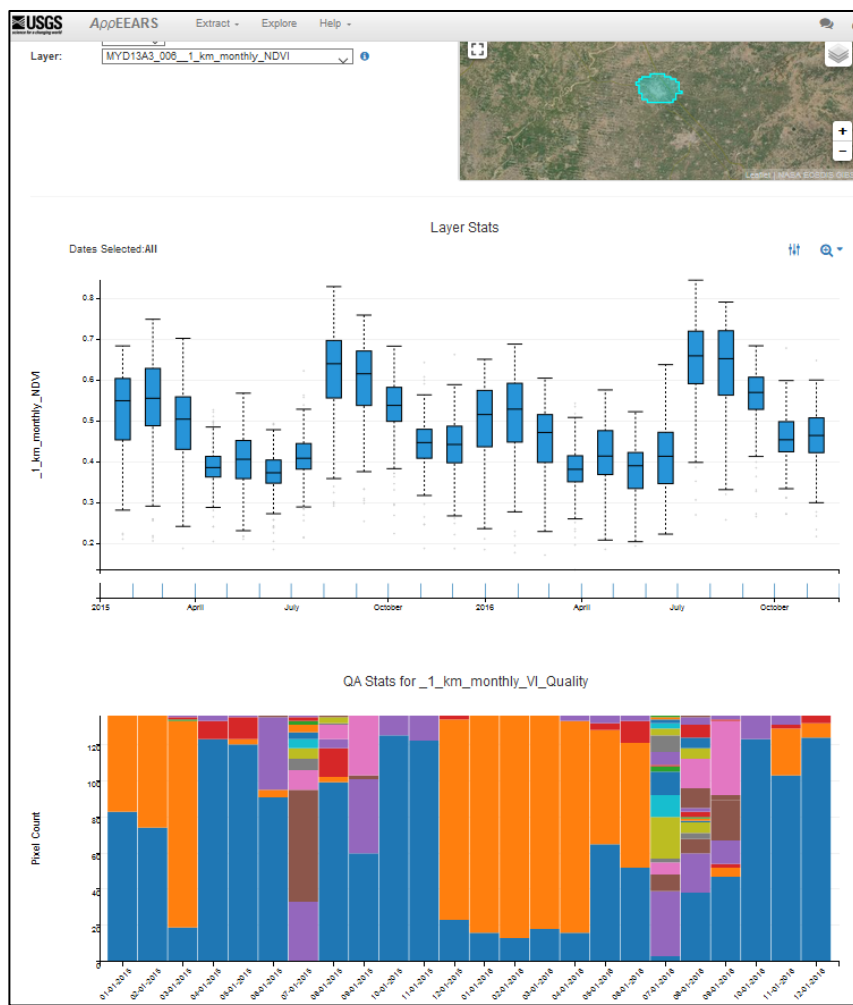 USGS
science for a changing world
AppEEARS
Extract
Explore
Help
Layer:
MYD13A3_006__1_km_monthly_NDVI
+
−
Layer Stats
Dates Selected:All
_1_km_monthly_NDVI
0.8
0.7
0.6
0.5
0.4
0.3
0.2
2015
April
July
October
2016
April
July
October
QA Stats for _1_km_monthly_VI_Quality
Pixel Count
120
100
80
60
40
20
0
01-01-2015
02-01-2015
03-01-2015
04-01-2015
05-01-2015
06-01-2015
07-01-2015
08-01-2015
09-01-2015
10-01-2015
11-01-2015
12-01-2015
01-01-2016
02-01-2016
03-01-2016
04-01-2016
05-01-2016
06-01-2016
07-01-2016
08-01-2016
09-01-2016
10-01-2016
11-01-2016
12-01-2016